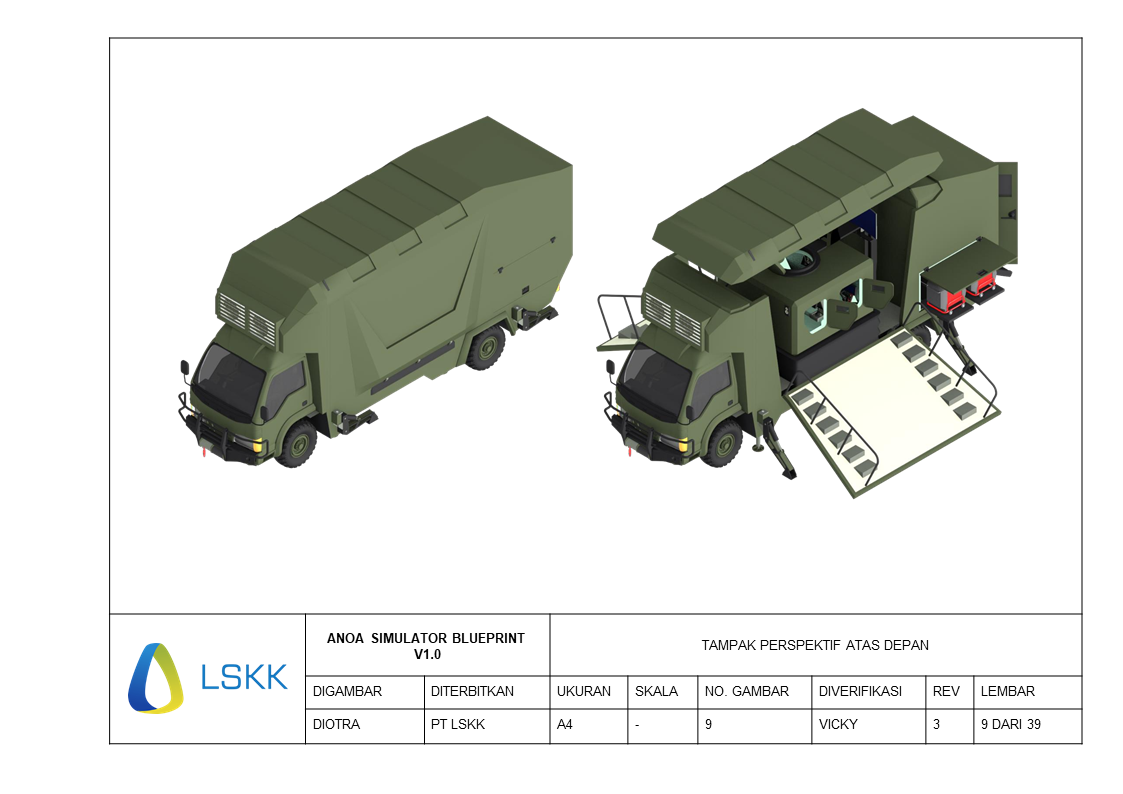 LSKK
ANOA SIMULATOR BLUEPRINT
V1.0
TAMPAK PERSPEKTIF ATAS DEPAN
DIGAMBAR DITERBITKAN UKURAN SKALA NO. GAMBAR DIVERIFIKASI REV LEMBAR
DIOTRA PT LSKK A4 - 9 VICKY 3 9 DARI 39